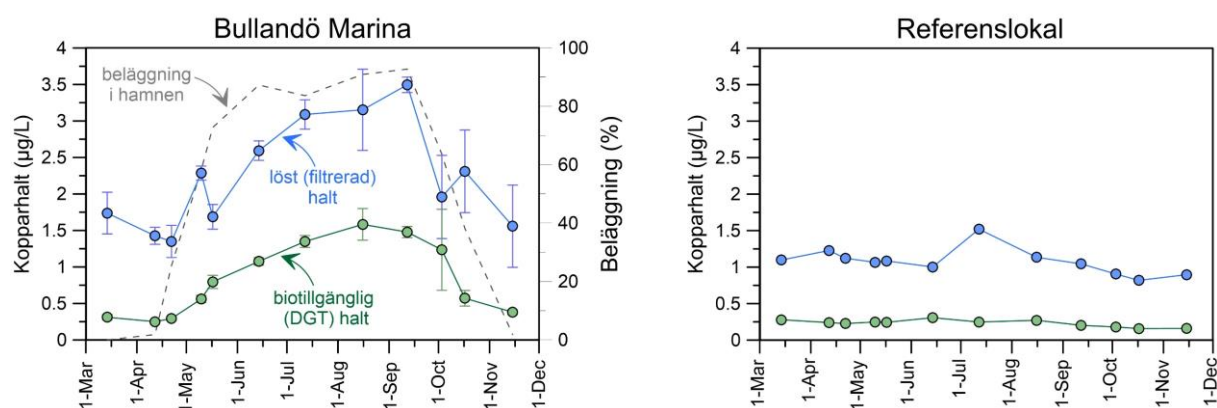 Bullandö Marina
4
3.5
3
2.5
2
1.5
1
0.5
0
Kopparhalt (µg/L)
beläggning
i hamnen
löst (filtrerad)
halt
biotillgänglig
(DGT) halt
100
80
60
40
20
0
Beläggning (%)
1-Mar
1-Apr
1-May
1-Jun
1-Jul
1-Aug
1-Sep
1-Oct
1-Nov
1-Dec
Referenslokal
4
3.5
3
2.5
2
1.5
1
0.5
0
Kopparhalt (µg/L)
1-Mar
1-Apr
1-May
1-Jun
1-Jul
1-Aug
1-Sep
1-Oct
1-Nov
1-Dec